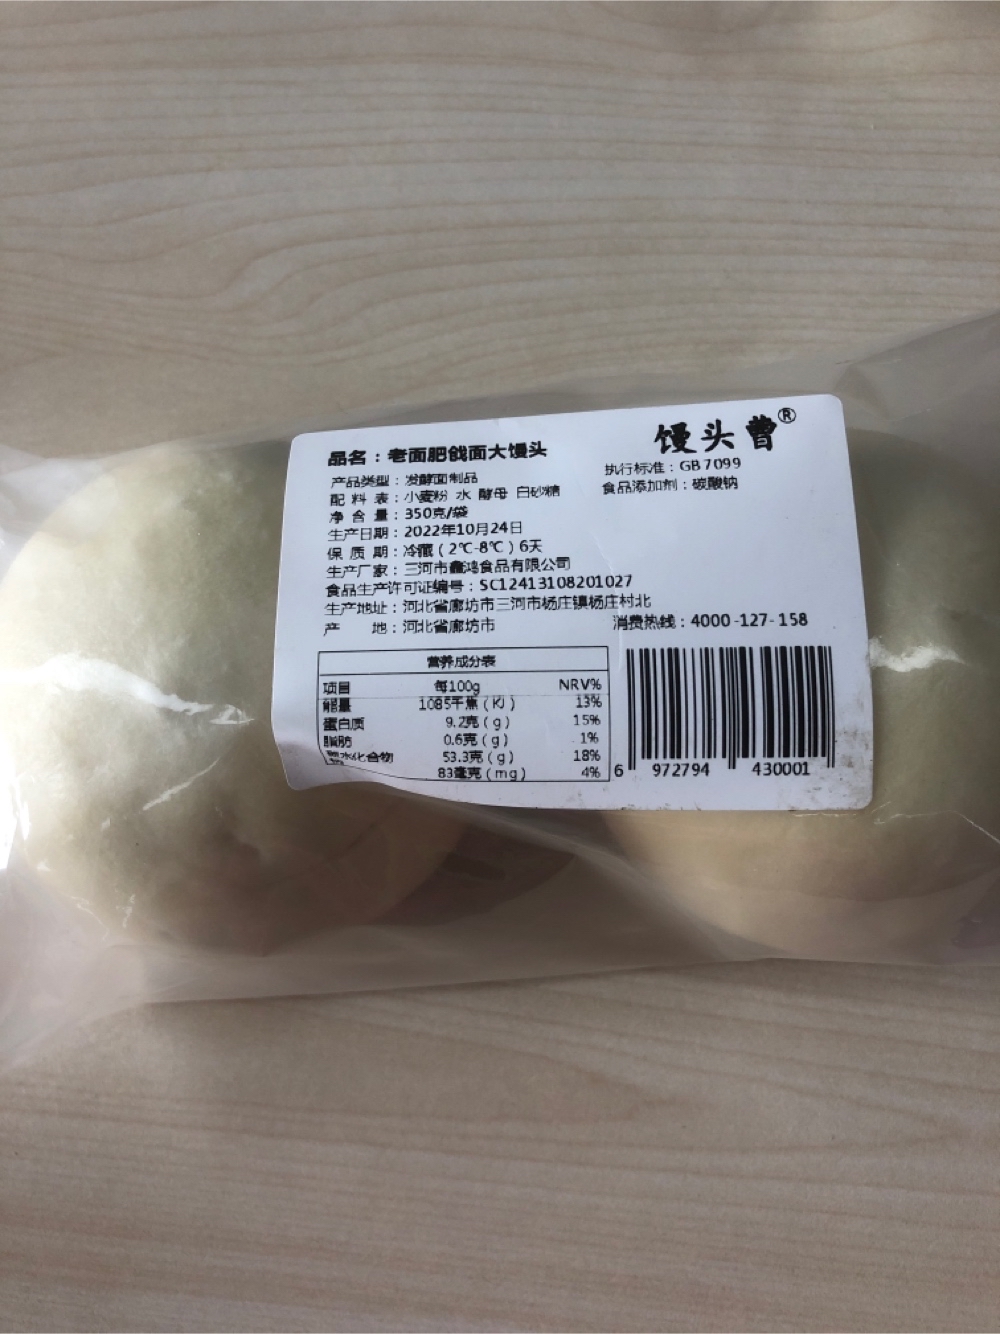 馒头曹®
品名：老面肥戗面大馒头
执行标准：GB7099
产品类型：发酵面制品
食品添加剂：碳酸钠
配料表：小麦粉 水 酵母 白砂糖
净含量：350克/袋
生产日期：2022年10月24日
保质期：冷藏（2℃-8℃）6天
生产厂家：三河市鑫鸿食品有限公司
食品生产许可证编号：SC12413108201027
生产地址：河北省廊坊市三河市杨庄镇杨庄村北
产地：河北省廊坊市
消费热线：4000-127-158
营养成分表
项目 每100g NRV%
能量 1085千焦（KJ） 13%
蛋白质 9.2克（g） 15%
脂肪 0.6克（g） 1%
碳水化合物 53.3克（g） 18%
83毫克（mg） 4%
6 972794 430001